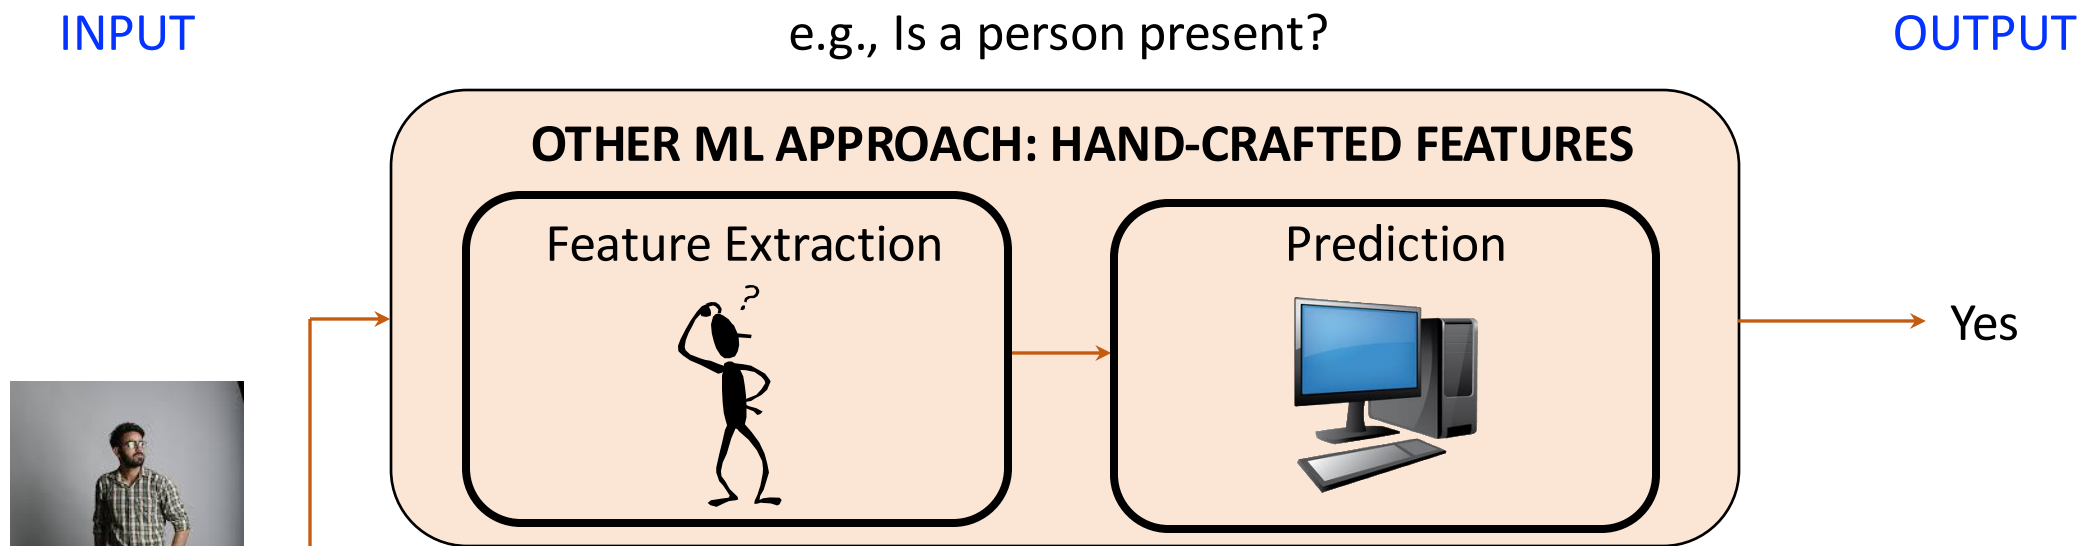 INPUT
e.g., Is a person present?
OUTPUT
OTHER ML APPROACH: HAND-CRAFTED FEATURES
Feature Extraction
Prediction
?
Yes